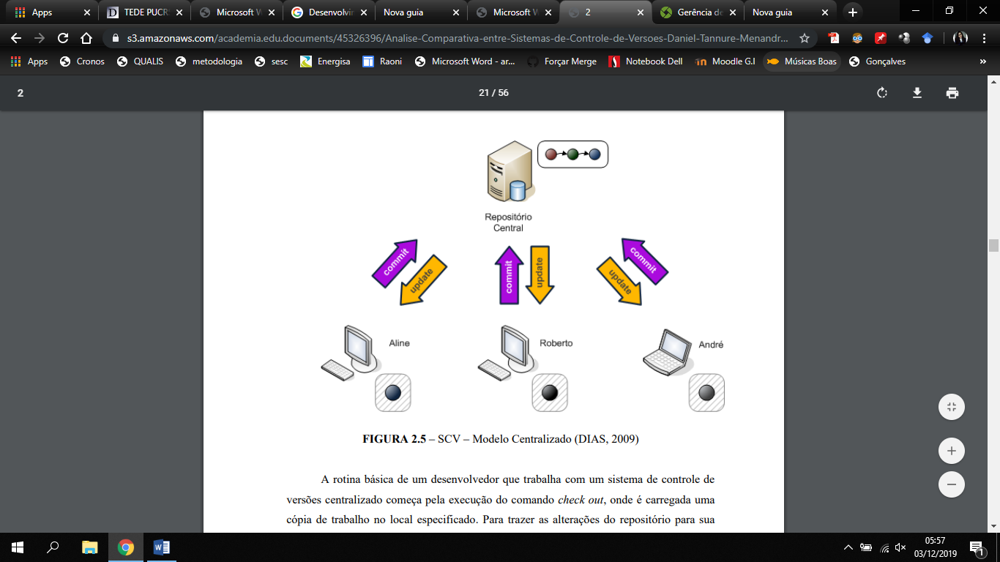 Apps
TEDE PUCR
Microsoft W
Desenvolvi
Nova guia
Microsoft W
2
Gerência de
Nova guia
s3.amazonaws.com/academia.edu.documents/45326396/Analise-Comparativa-entre-Sistemas-de-Controle-de-Versoes-Daniel-Tannure-Menandr...
Apps
Cronos
QUALIS
metodologia
sesc
Energisa
Raoni
Microsoft Word - ar...
Forçar Merge
Notebook Dell
Moodle G.I
Músicas Boas
Gonçalves
»
2
21 / 56
Repositório
Central
commit
update
commit
update
commit
update
Aline
Roberto
André
FIGURA 2.5 – SCV – Modelo Centralizado (DIAS, 2009)
A rotina básica de um desenvolvedor que trabalha com um sistema de controle de
versões centralizado começa pela execução do comando check out, onde é carregada uma
cópia de trabalho no local especificado. Para trazer as alterações do repositório para sua
05:57
03/12/2019
1